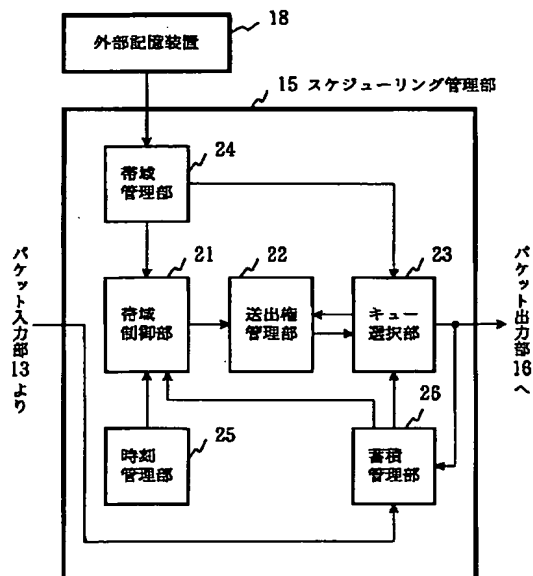 18
外部記憶装置
15 スケジューリング管理部
24
帯域
管理部
21
22
23
帯域
制御部
送出権
管理部
キュー
選択部
パケット入力部13より
パケット出力部16へ
25
26
時刻
管理部
蓄積
管理部